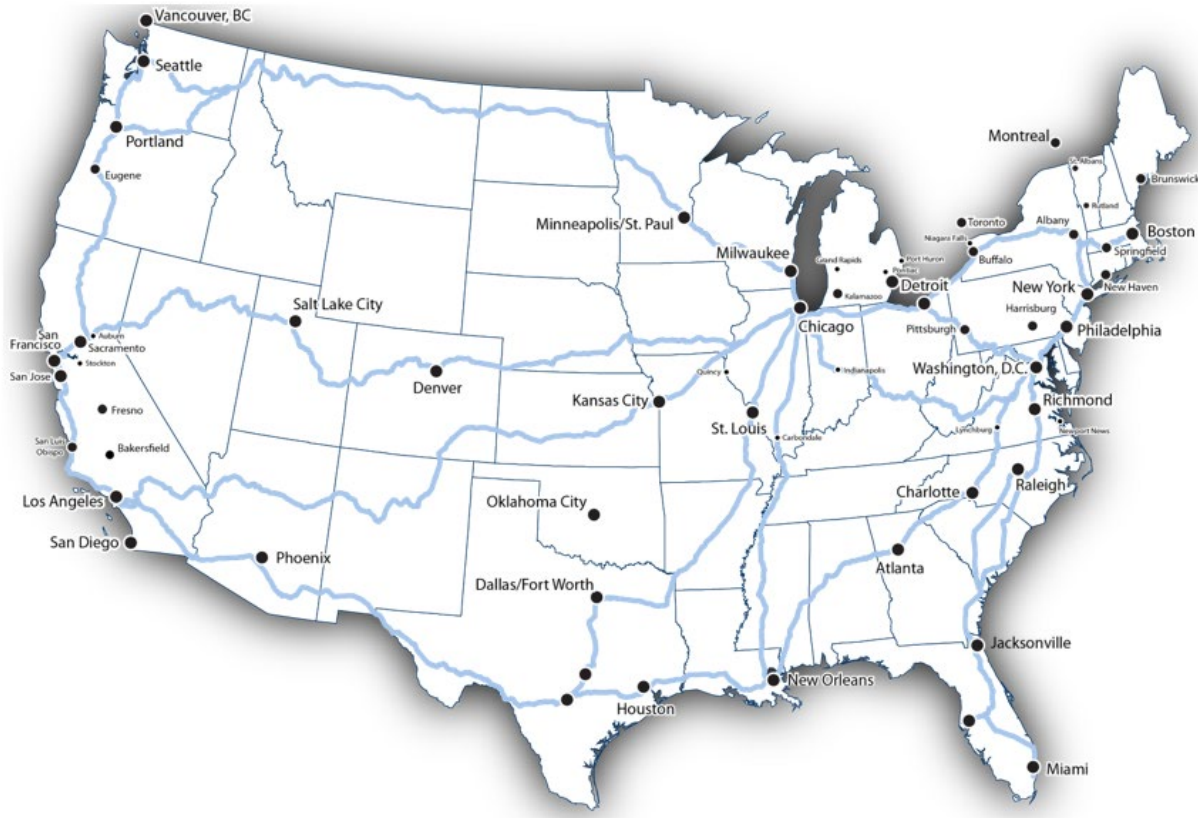 Vancouver, BC
Seattle
Portland
Eugene
Montreal
St. Albans
Brunswick
Rutland
Toronto
Albany
Boston
Niagara Falls
Buffalo
Springfield
Minneapolis/St. Paul
Milwaukee
Grand Rapids
Port Huron
Pontiac
Detroit
Kalamazoo
New York
New Haven
Harrisburg
Salt Lake City
Chicago
Pittsburgh
Philadelphia
San
Francisco
Auburn
Sacramento
Stockton
San Jose
Denver
Quincy
Indianapolis
Washington, D.C.
Kansas City
Richmond
Fresno
St. Louis
Lynchburg
Newport News
San Luis
Obispo
Bakersfield
Carbondale
Los Angeles
Oklahoma City
Charlotte
Raleigh
San Diego
Phoenix
Atlanta
Dallas/Fort Worth
Jacksonville
New Orleans
Houston
Miami